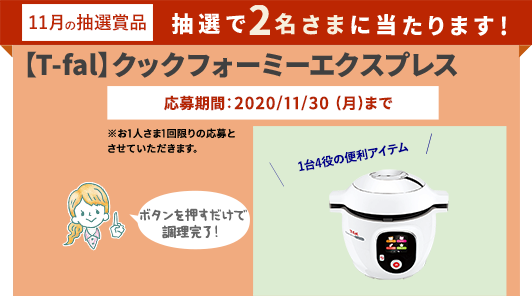 11月の抽選賞品
抽選で2名さまに当たります!
【T-fal】クックフォーミーエクスプレス
応募期間:2020/11/30 (月)まで
※お1人さま1回限りの応募と
させていただきます。
1台4役の便利アイテム
ボタンを押すだけで
調理完了!
T-fal